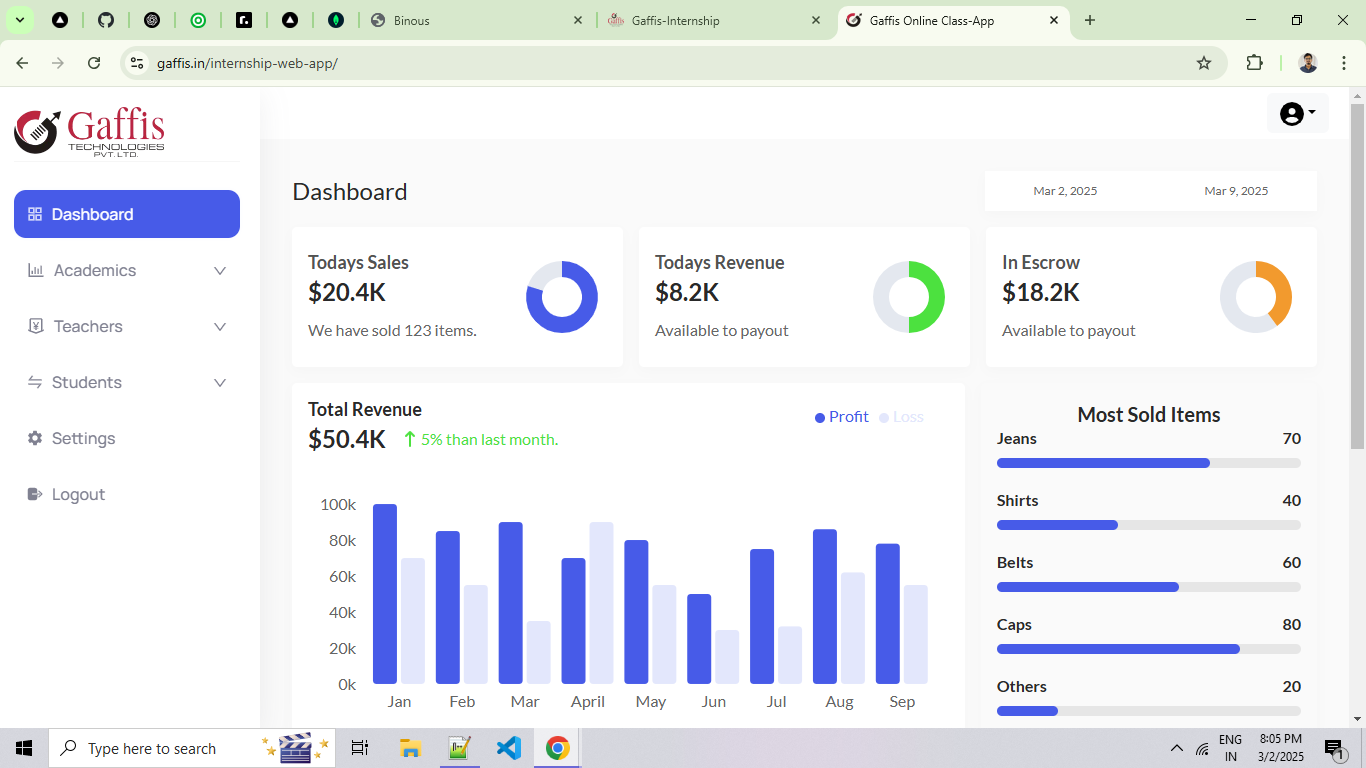 Binous
Gaffis-Internship
Gaffis Online Class-App
gaffis.in/internship-web-app/
Gaffis
TECHNOLOGIES
PVT. LTD.
Dashboard
Academics
Teachers
Students
Settings
Logout
Dashboard
Mar 2, 2025
Mar 9, 2025
Todays Sales
$20.4K
We have sold 123 items.
Todays Revenue
$8.2K
Available to payout
In Escrow
$18.2K
Available to payout
Total Revenue
$50.4K
5% than last month.
Profit
Loss
100k
80k
60k
40k
20k
0k
Jan Feb Mar April May Jun Jul Aug Sep
Most Sold Items
Jeans 70
Shirts 40
Belts 60
Caps 80
Others 20
Type here to search
ENG
IN
8:05 PM
3/2/2025
1